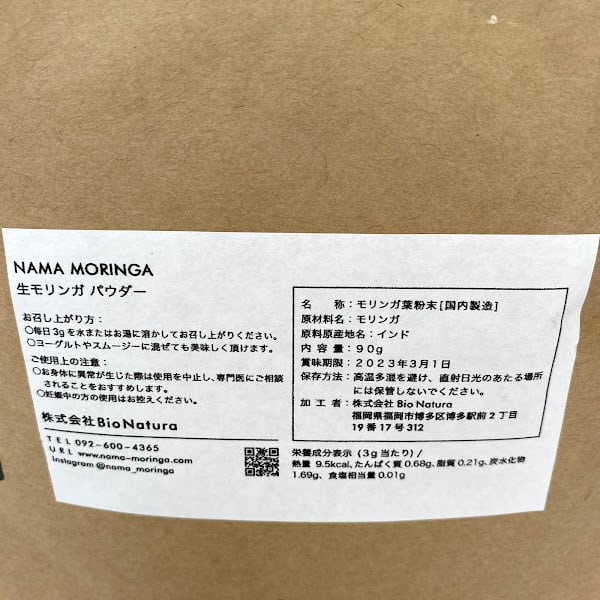 NAMA MORINGA
生モリンガ パウダー
お召し上がり方：
○毎日3gを水またはお湯に溶かしてお召し上がりください。
○ヨーグルトやスムージーに混ぜても美味しく頂けます。
ご使用上の注意：
○お身体に異常が生じた際は使用を中止し、専門医にご相談
されることをおすすめします。
○妊娠中の方の使用はお控えください。
株式会社BioNatura
TEL 092-600-4365
URL www.nama-moringa.com
Instagram @nama_moringa
名 称：モリンガ葉粉末[国内製造]
原材料名：モリンガ
原料原産地名：インド
内 容 量：90g
賞味期限：2023年3月1日
保存方法：高温多湿を避け、直射日光のあたる場所
には保管しないでください。
加 工 者：株式会社 Bio Natura
福岡県福岡市博多区博多駅前2丁目
19番17号312
栄養成分表示（3g当たり）/
熱量 9.5kcal、たんぱく質 0.68g、脂質 0.21g、炭水化物
1.69g、食塩相当量 0.01g